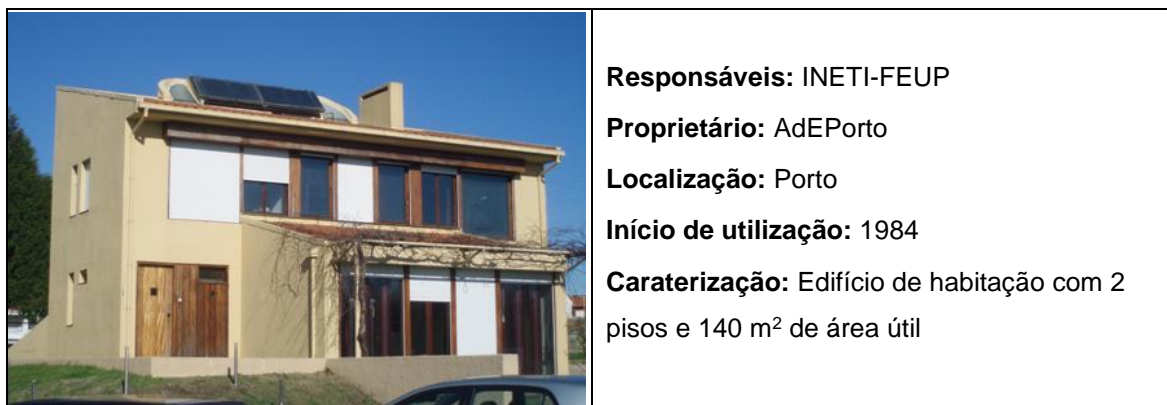 Responsáveis: INETI-FEUP
Proprietário: AdEPorto
Localização: Porto
Início de utilização: 1984
Caraterização: Edifício de habitação com 2
pisos e 140 m² de área útil